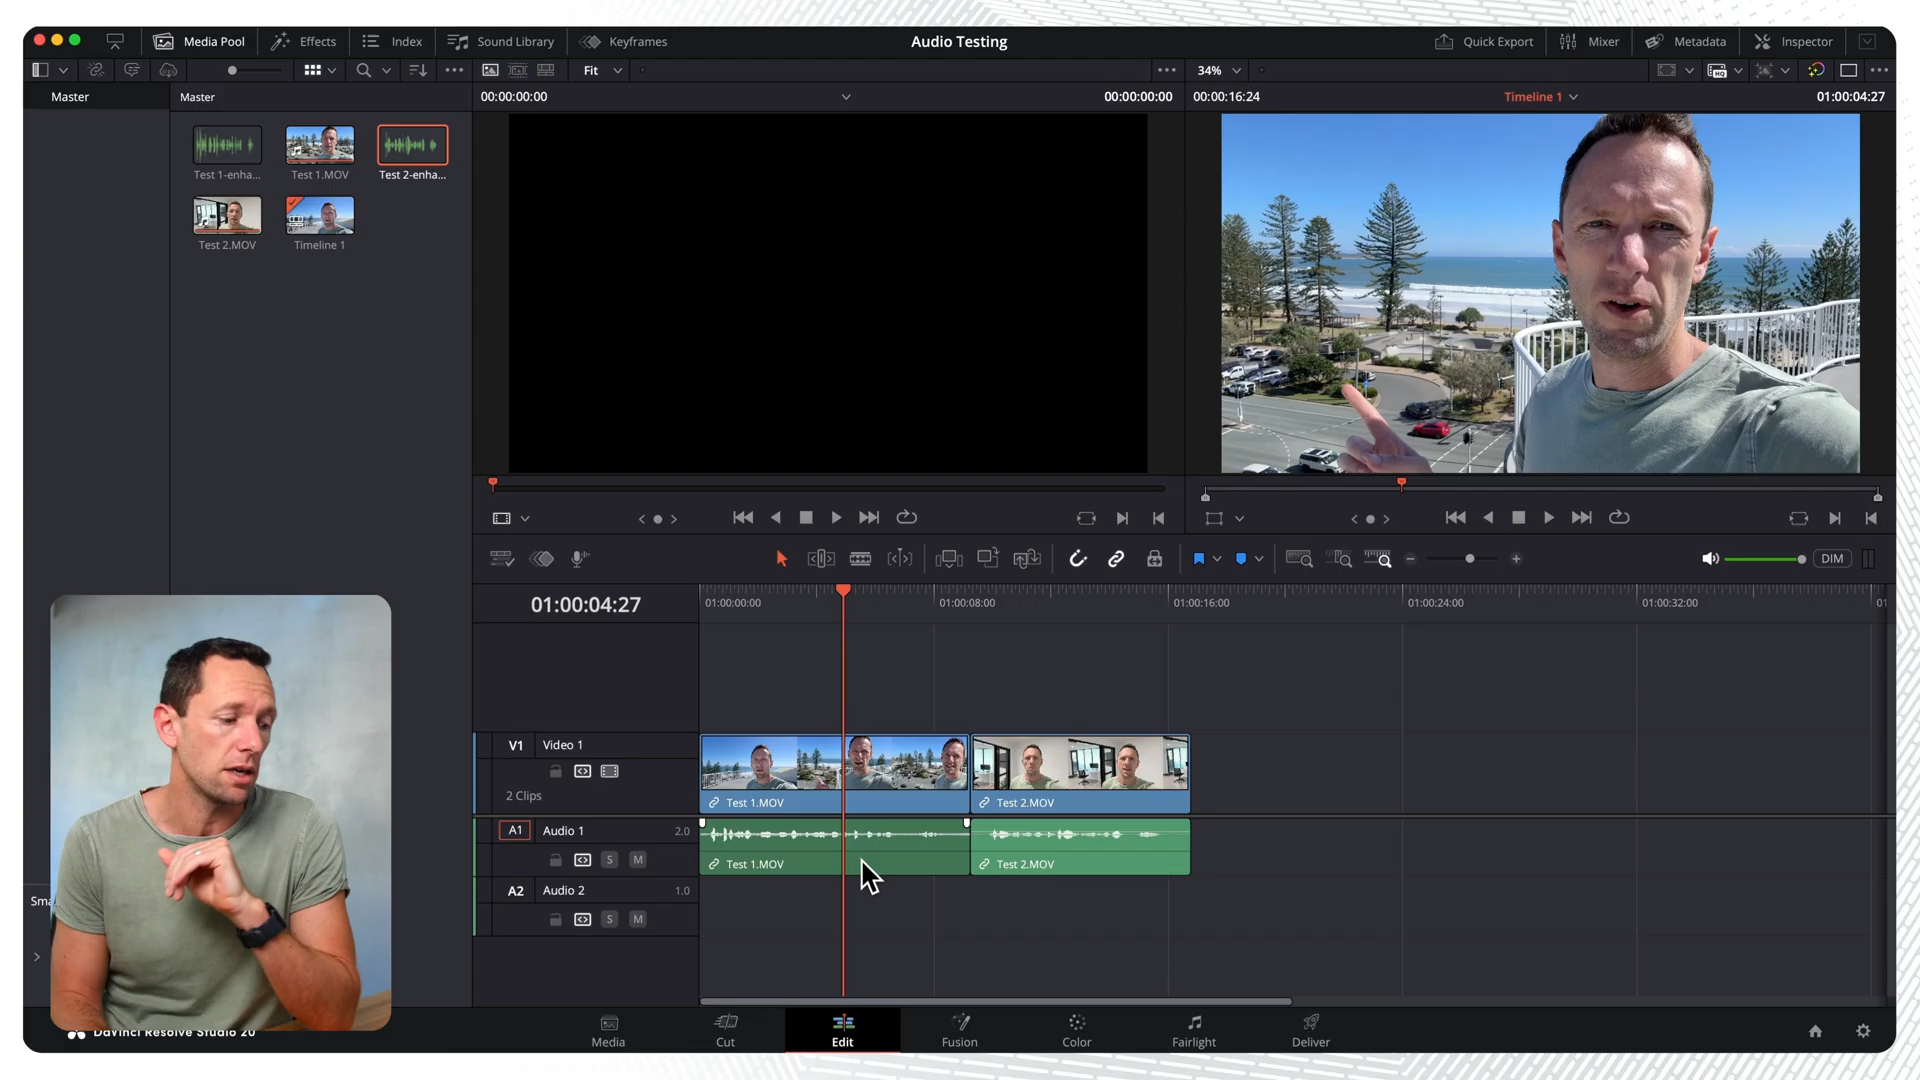 Media Pool Effects Index Sound Library Keyframes Audio Testing Quick Export Mixer Metadata Inspector
Fit 34% HQ
Master Master 00:00:00:00 00:00:00:00 00:00:16:24 Timeline 1 01:00:04:27
Test 1-enha... Test 1.MOV Test 2-enha...
Test 2.MOV Timeline 1
DIM
01:00:04:27 01:00:00:00 01:00:08:00 01:00:16:00 01:00:24:00 01:00:32:00 01
V1 Video 1
2 Clips Test 1.MOV Test 2.MOV
A1 Audio 1 2.0
S M Test 1.MOV Test 2.MOV
A2 Audio 2 1.0
Sma
S M
DaVinci Resolve Studio 20
Media Cut Edit Fusion Color Fairlight Deliver